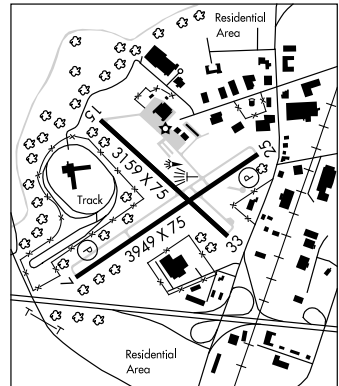 Residential
Area
15
3159 X 75
25
P
Track
P
3949 X 75
33
7
Residential
Area